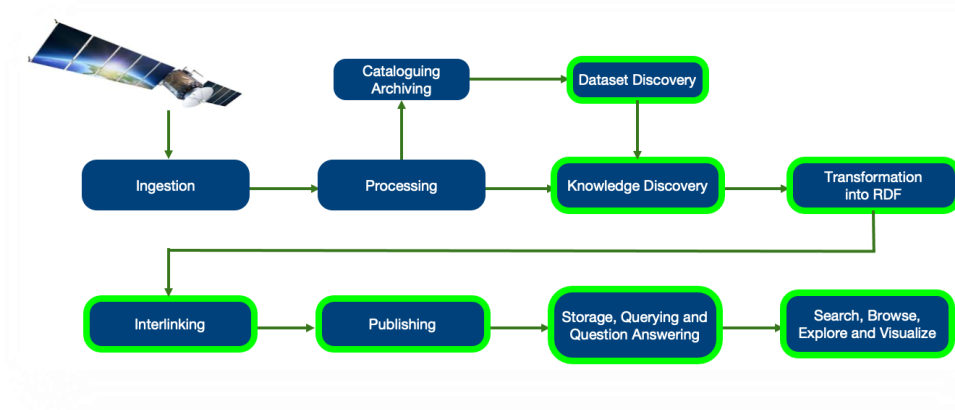 Cataloguing
Archiving
Dataset Discovery
Ingestion
Processing
Knowledge Discovery
Transformation
into RDF
Interlinking
Publishing
Storage, Querying and
Question Answering
Search, Browse,
Explore and Visualize